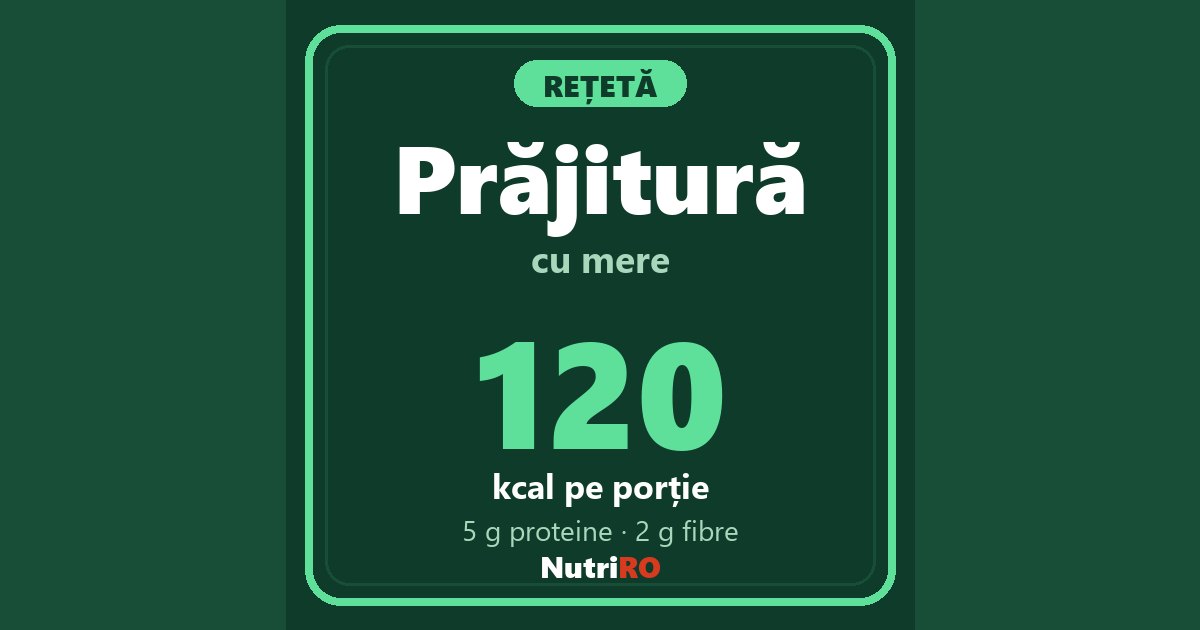 REȚETĂ
Prăjitură
cu mere
120
kcal pe porție
5 g proteine · 2 g fibre
NutriRO